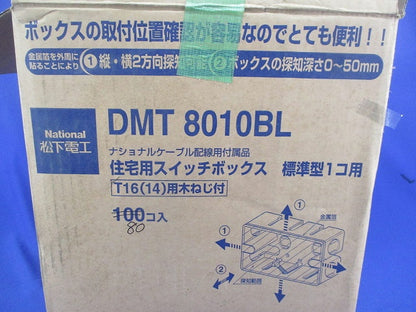 ボックスの取付位置確認が容易なのでとても便利！！
金属箔を外周に
貼ることにより
①縦・横2方向探知可能
②ボックスの探知深さ0～50mm
National
松下電工
DMT 8010BL
ナショナルケーブル配線用付属品
住宅用スイッチボックス 標準型1コ用
T16(14)用木ねじ付
100コ入
80
金属箔
①
①
②
探知範囲